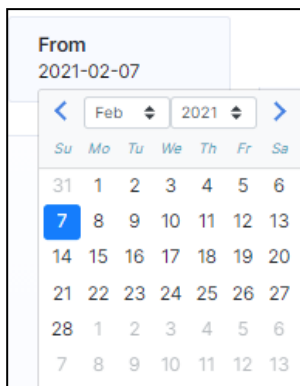 From
2021-02-07
Feb 2021
Su Mo Tu We Th Fr Sa
31 1 2 3 4 5 6
7 8 9 10 11 12 13
14 15 16 17 18 19 20
21 22 23 24 25 26 27
28 1 2 3 4 5 6
7 8 9 10 11 12 13